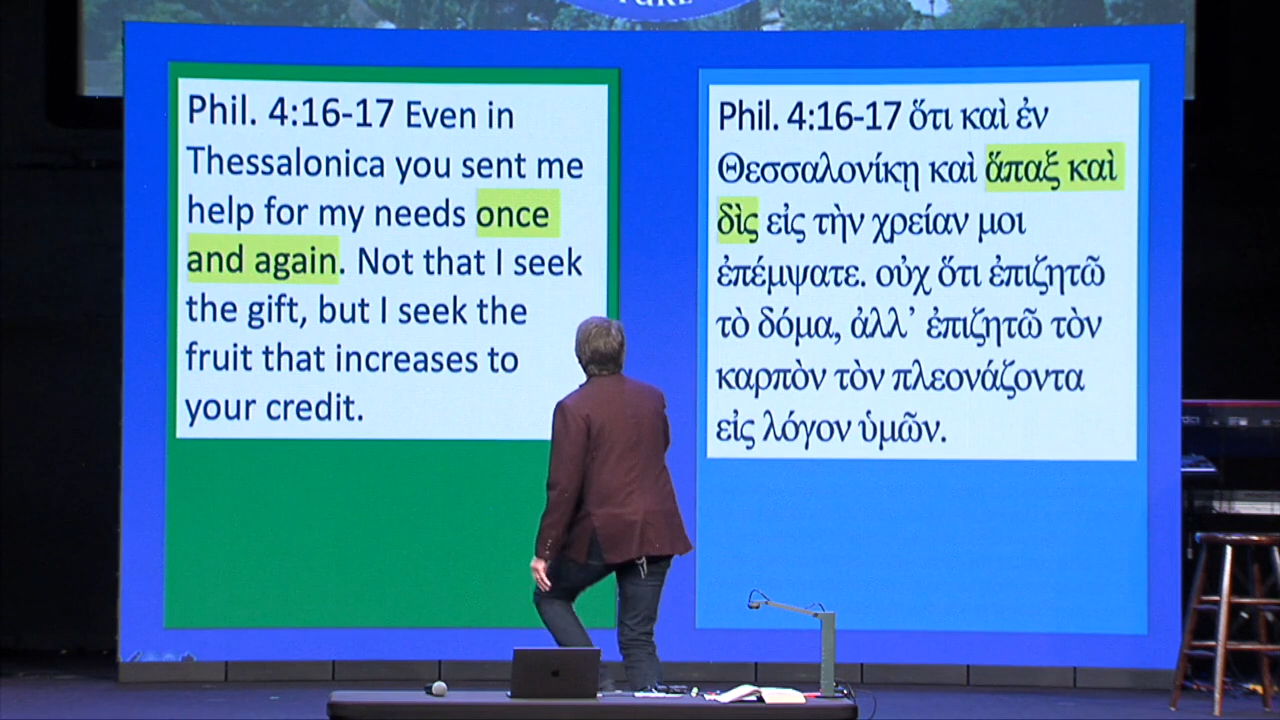 Phil. 4:16-17 Even in
Thessalonica you sent me
help for my needs once
and again. Not that I seek
the gift, but I seek the
fruit that increases to
your credit.
Phil. 4:16-17 ὅτι καὶ ἐν
Θεσσαλονίκῃ καὶ ἅπαξ καὶ
δὶς εἰς τὴν χρείαν μοι
ἐπέμψατε. οὐχ ὅτι ἐπιζητῶ
τὸ δόμα, ἀλλ᾽ ἐπιζητῶ τὸν
καρπὸν τὸν πλεονάζοντα
εἰς λόγον ὑμῶν.